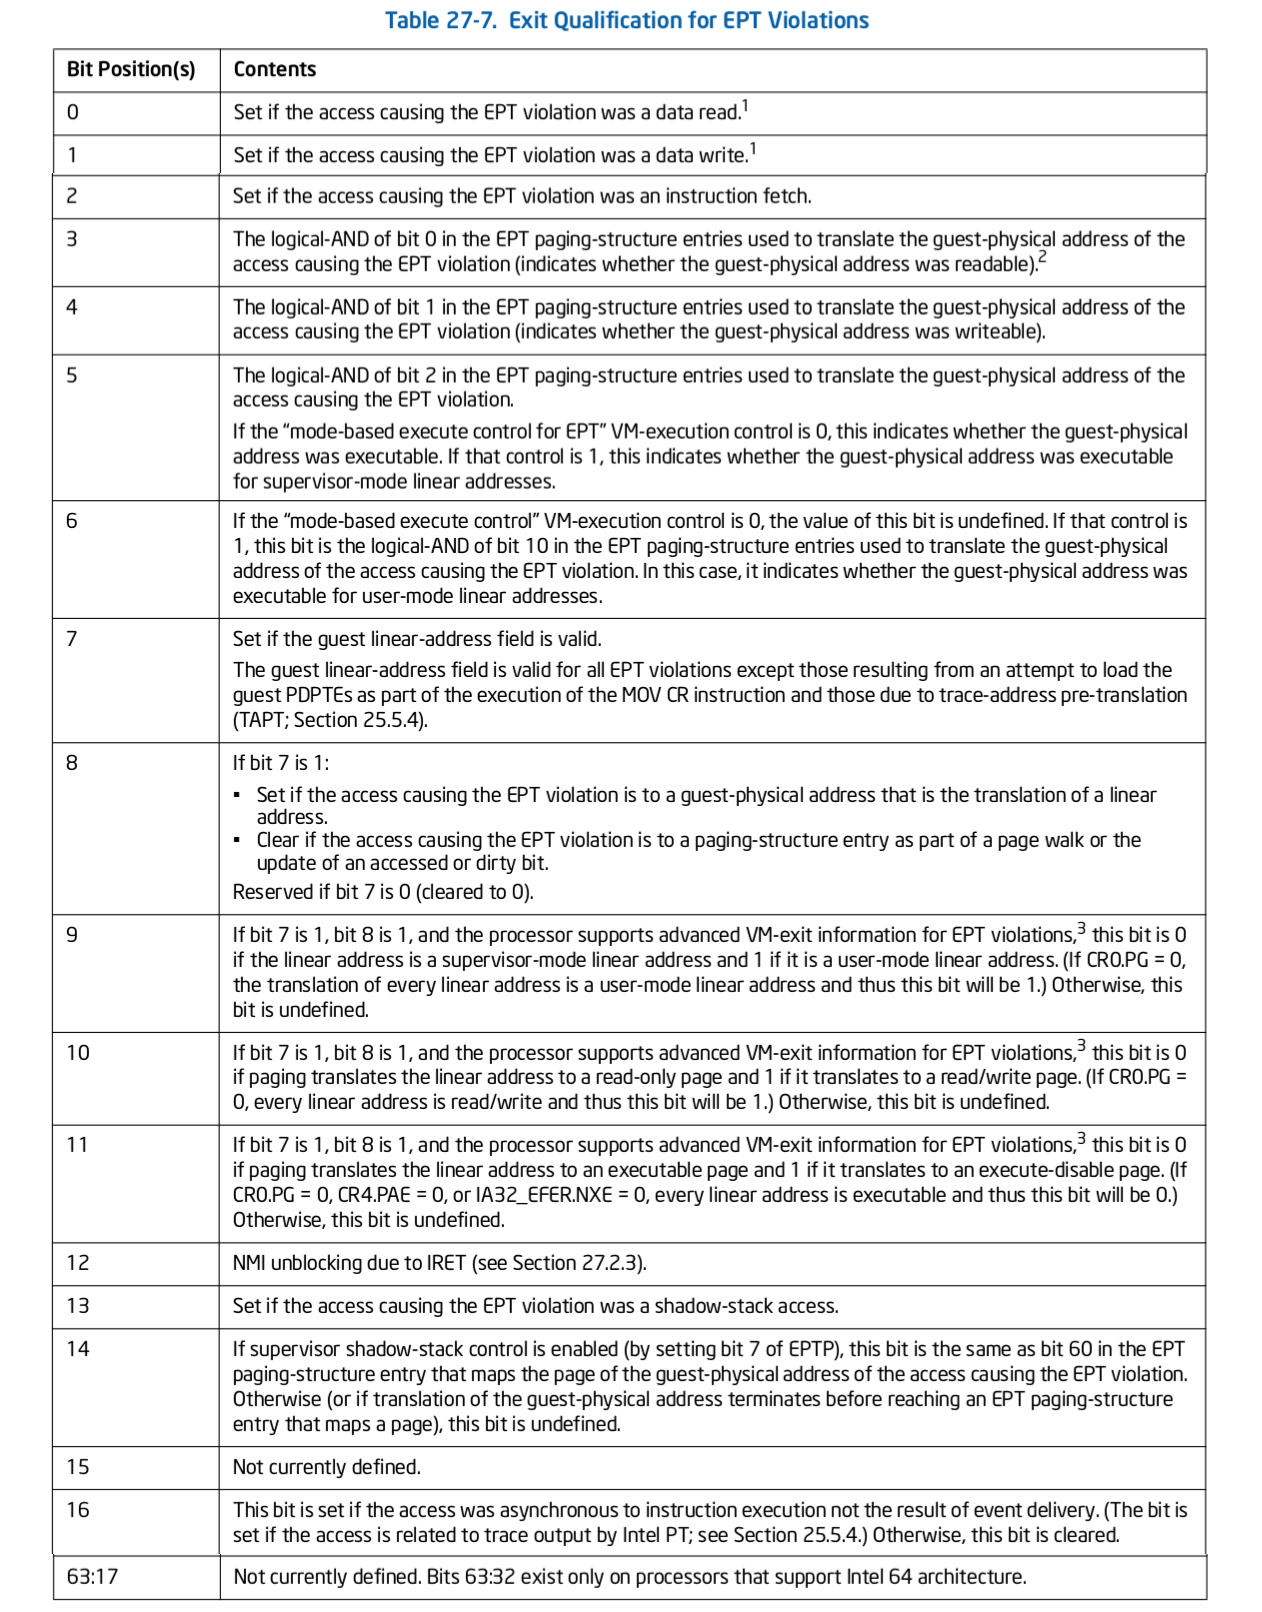 Table 27-7. Exit Qualification for EPT Violations
Bit Position(s) Contents
0 Set if the access causing the EPT violation was a data read.1
1 Set if the access causing the EPT violation was a data write.1
2 Set if the access causing the EPT violation was an instruction fetch.
3 The logical-AND of bit 0 in the EPT paging-structure entries used to translate the guest-physical address of the
access causing the EPT violation (indicates whether the guest-physical address was readable).2
4 The logical-AND of bit 1 in the EPT paging-structure entries used to translate the guest-physical address of the
access causing the EPT violation (indicates whether the guest-physical address was writeable).
5 The logical-AND of bit 2 in the EPT paging-structure entries used to translate the guest-physical address of the
access causing the EPT violation.
If the “mode-based execute control for EPT” VM-execution control is 0, this indicates whether the guest-physical
address was executable. If that control is 1, this indicates whether the guest-physical address was executable
for supervisor-mode linear addresses.
6 If the “mode-based execute control” VM-execution control is 0, the value of this bit is undefined. If that control is
1, this bit is the logical-AND of bit 10 in the EPT paging-structure entries used to translate the guest-physical
address of the access causing the EPT violation. In this case, it indicates whether the guest-physical address was
executable for user-mode linear addresses.
7 Set if the guest linear-address field is valid.
The guest linear-address field is valid for all EPT violations except those resulting from an attempt to load the
guest PDPTEs as part of the execution of the MOV CR instruction and those due to trace-address pre-translation
(TAPT; Section 25.5.4).
8 If bit 7 is 1:
▪ Set if the access causing the EPT violation is to a guest-physical address that is the translation of a linear
address.
▪ Clear if the access causing the EPT violation is to a paging-structure entry as part of a page walk or the
update of an accessed or dirty bit.
Reserved if bit 7 is 0 (cleared to 0).
9 If bit 7 is 1, bit 8 is 1, and the processor supports advanced VM-exit information for EPT violations,3 this bit is 0
if the linear address is a supervisor-mode linear address and 1 if it is a user-mode linear address. (If CR0.PG = 0,
the translation of every linear address is a user-mode linear address and thus this bit will be 1.) Otherwise, this
bit is undefined.
10 If bit 7 is 1, bit 8 is 1, and the processor supports advanced VM-exit information for EPT violations,3 this bit is 0
if paging translates the linear address to a read-only page and 1 if it translates to a read/write page. (If CR0.PG =
0, every linear address is read/write and thus this bit will be 1.) Otherwise, this bit is undefined.
11 If bit 7 is 1, bit 8 is 1, and the processor supports advanced VM-exit information for EPT violations,3 this bit is 0
if paging translates the linear address to an executable page and 1 if it translates to an execute-disable page. (If
CR0.PG = 0, CR4.PAE = 0, or IA32_EFER.NXE = 0, every linear address is executable and thus this bit will be 0.)
Otherwise, this bit is undefined.
12 NMI unblocking due to IRET (see Section 27.2.3).
13 Set if the access causing the EPT violation was a shadow-stack access.
14 If supervisor shadow-stack control is enabled (by setting bit 7 of EPTP), this bit is the same as bit 60 in the EPT
paging-structure entry that maps the page of the guest-physical address of the access causing the EPT violation.
Otherwise (or if translation of the guest-physical address terminates before reaching an EPT paging-structure
entry that maps a page), this bit is undefined.
15 Not currently defined.
16 This bit is set if the access was asynchronous to instruction execution not the result of event delivery. (The bit is
set if the access is related to trace output by Intel PT; see Section 25.5.4.) Otherwise, this bit is cleared.
63:17 Not currently defined. Bits 63:32 exist only on processors that support Intel 64 architecture.